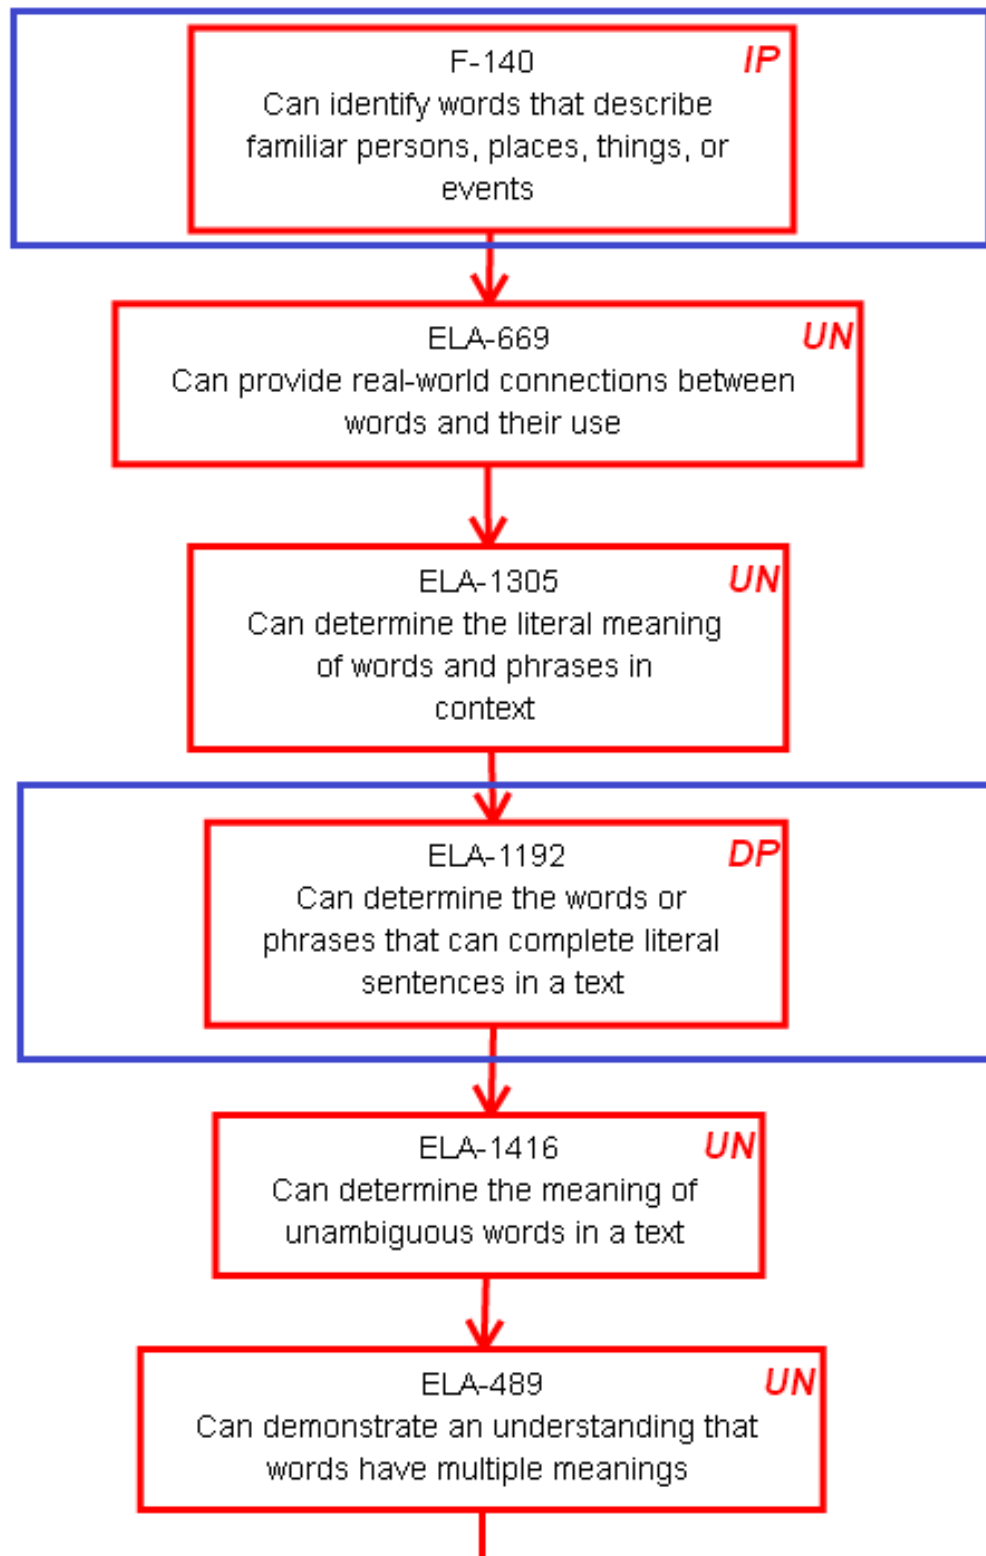 F-140 IP
Can identify words that describe
familiar persons, places, things, or
events
ELA-669 UN
Can provide real-world connections between
words and their use
ELA-1305 UN
Can determine the literal meaning
of words and phrases in
context
ELA-1192 DP
Can determine the words or
phrases that can complete literal
sentences in a text
ELA-1416 UN
Can determine the meaning of
unambiguous words in a text
ELA-489 UN
Can demonstrate an understanding that
words have multiple meanings